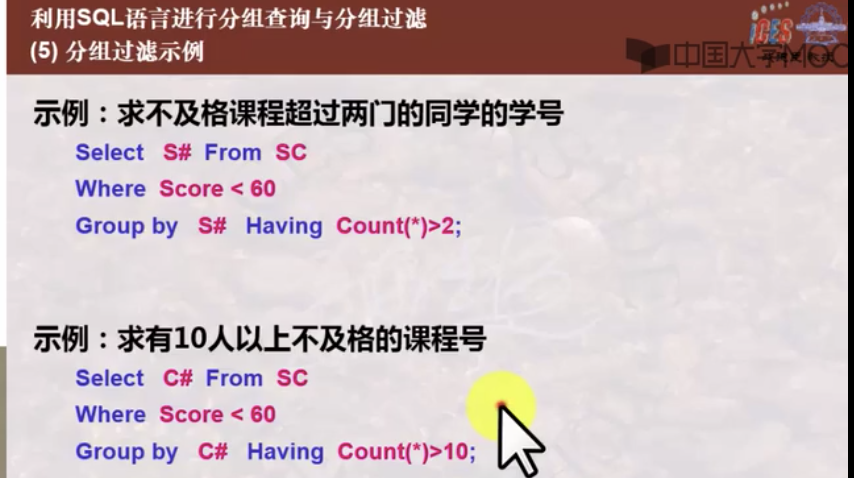 利用SQL语言进行分组查询与分组过滤
(5) 分组过滤示例
中国大学MOOC
示例：求不及格课程超过两门的同学的学号
Select S# From SC
Where Score < 60
Group by S# Having Count(*)>2;
示例：求有10人以上不及格的课程号
Select C# From SC
Where Score < 60
Group by C# Having Count(*)>10;